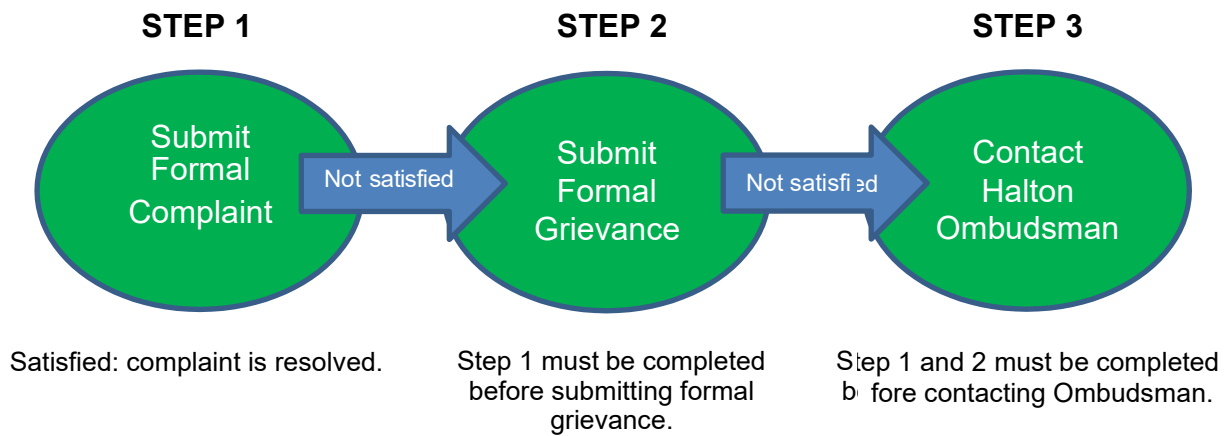 STEP 1
Submit
Formal
Complaint
Satisfied: complaint is resolved.
Not satisfied
STEP 2
Submit
Formal
Grievance
Step 1 must be completed
before submitting formal
grievance.
Not satisfied
STEP 3
Contact
Halton
Ombudsman
Step 1 and 2 must be completed
before contacting Ombudsman.